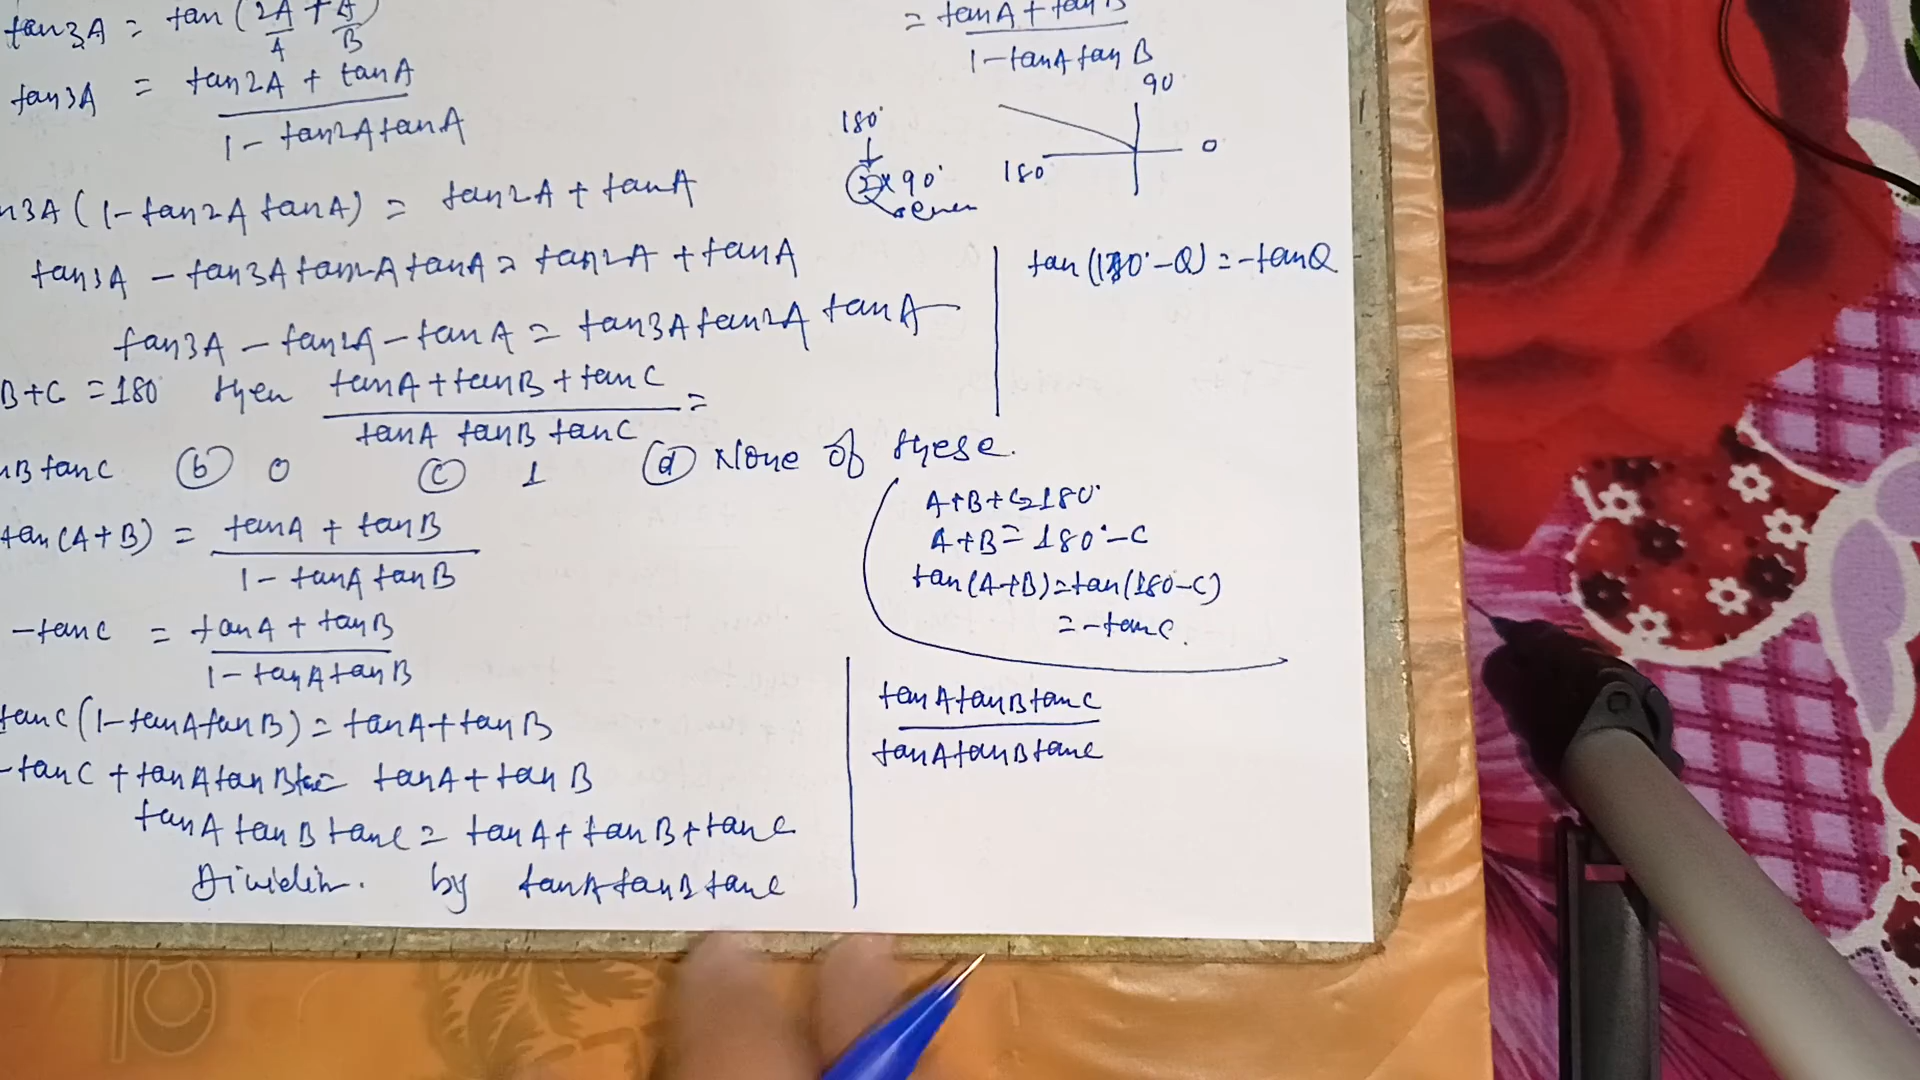 tan3A = tan(2A + A)
A B
tan3A = tan2A + tanA
1 - tan2A tanA
n3A (1 - tan2A tanA) = tan2A + tanA
tan3A - tan3A tan2A tanA = tan2A + tanA
tan3A - tan2A - tanA = tan3A tan2A tanA
B+C = 180 then tanA + tanB + tanC =
tanA tanB tanC
nB tanC (b) 0 (c) 1 (d) None of these.
tan(A+B) = tanA + tanB
1 - tanA tanB
-tanC = tanA + tanB
1 - tanA tanB
tanC (1 - tanA tanB) = tanA + tanB
-tanC + tanA tanB = tanA + tanB
tanA tanB tanC = tanA + tanB + tanC
by tanA tanB tanC
= tanA + tanB
1 - tanA tanB
90
180°
2×90°
even
180
0
tan(180° - Q) = -tanQ
A+B+C=180°
A+B = 180° - C
tan(A+B) = tan(180-C)
= -tanC.
tanA tanB tanC
tanA tanB tanC